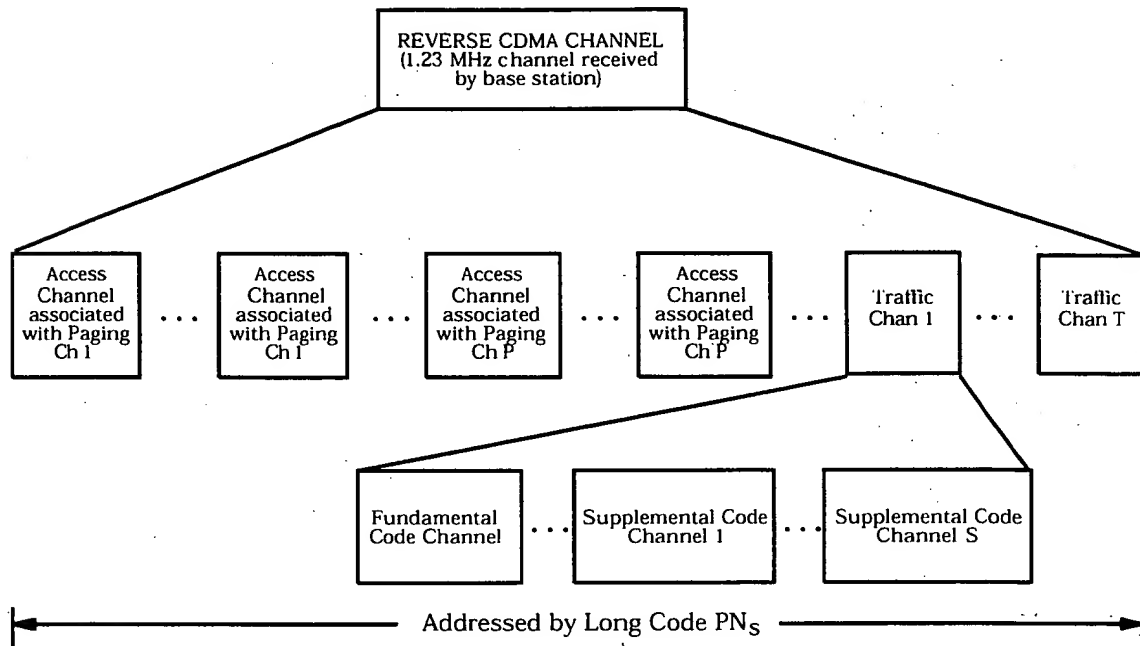 REVERSE CDMA CHANNEL
(1.23 MHz channel received
by base station)
Access
Channel
associated
with Paging
Ch 1
...
Access
Channel
associated
with Paging
Ch 1
...
Access
Channel
associated
with Paging
Ch P
...
Access
Channel
associated
with Paging
Ch P
...
Traffic
Chan 1
...
Traffic
Chan T
Fundamental
Code Channel
...
Supplemental Code
Channel 1
...
Supplemental Code
Channel S
Addressed by Long Code PNS